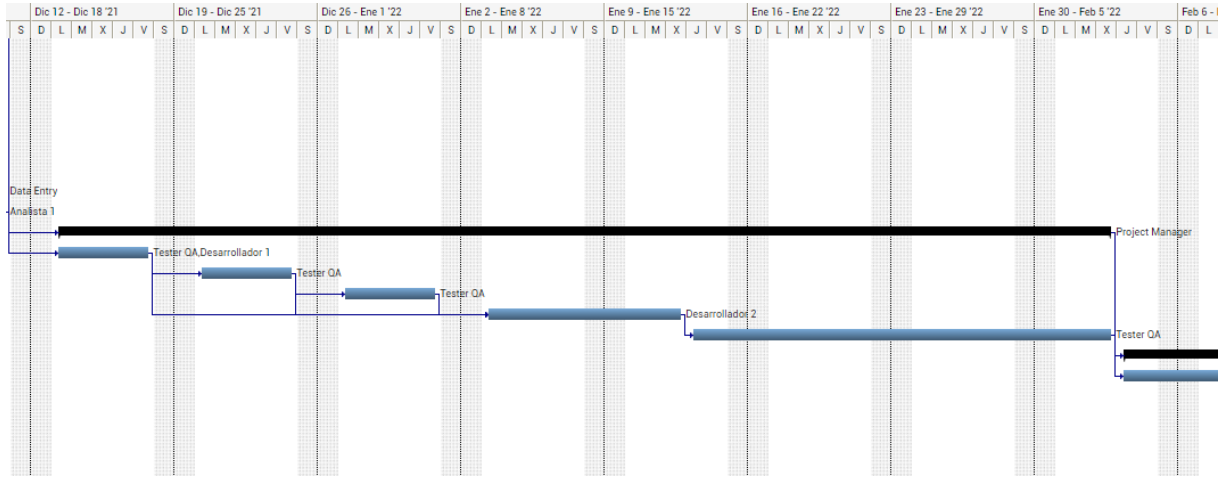 Dic 12 - Dic 18 '21 Dic 19 - Dic 25 '21 Dic 26 - Ene 1 '22 Ene 2 - Ene 8 '22 Ene 9 - Ene 15 '22 Ene 16 - Ene 22 '22 Ene 23 - Ene 29 '22 Ene 30 - Feb 5 '22 Feb 6 -
S D L M X J V S D L M X J V S D L M X J V S D L M X J V S D L M X J V S D L M X J V S D L M X J V S D L M X J V S D L
Data Entry
Analista 1
Project Manager
Tester QA,Desarrollador 1
Tester QA
Tester QA
Desarrollador 2
Tester QA